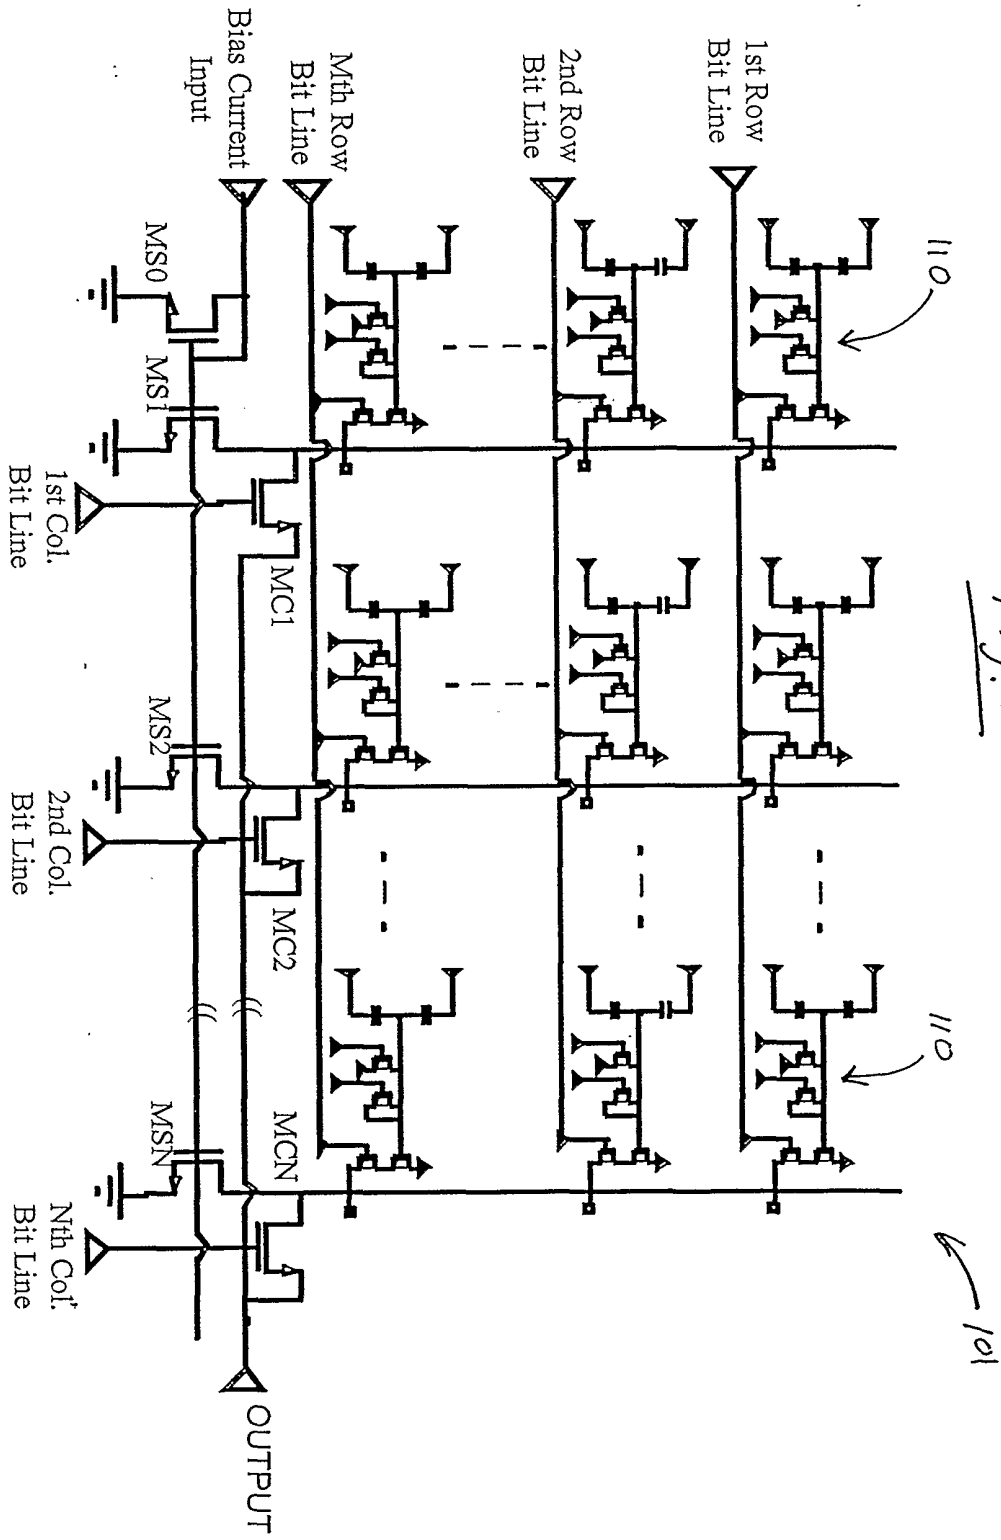 110
110
101
1st Row
Bit Line
2nd Row
Bit Line
Mth Row
Bit Line
Bias Current
Input
MS0
MS1
1st Col.
Bit Line
MC1
MS2
2nd Col.
Bit Line
MC2
MSN
Nth Col.
Bit Line
MCN
OUTPUT